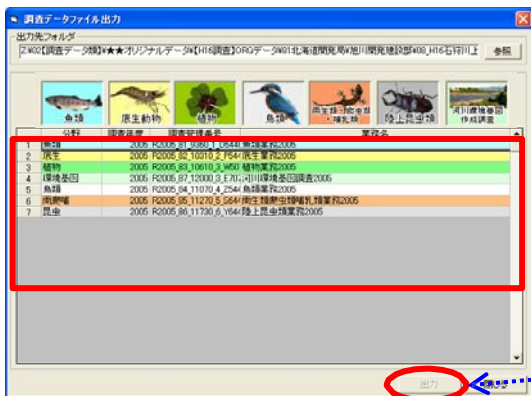 調査データファイル出力
出力先フォルダ
Z:¥02【調査データ類】¥★★オリジナルデータ¥【H16調査】ORGデータ¥81北海道開発局¥旭川開発建設部¥08_H16石狩川上
参照
魚類
底生動物
植物
鳥類
両生類・爬虫類・哺乳類
陸上昆虫類
河川環境基図作成調査
分野 調査年度 調査管理番号 業務名
1 魚類 2005 魚類業務2005
2 底生 2005 底生業務2005
3 植物 2005 植物業務2005
4 環境基図 2005 河川環境基図調査2005
5 鳥類 2005 鳥類業務2005
6 両爬哺 2005 両生類爬虫類哺乳類業務2005
7 昆虫 2005 陸上昆虫類業務2005
出力